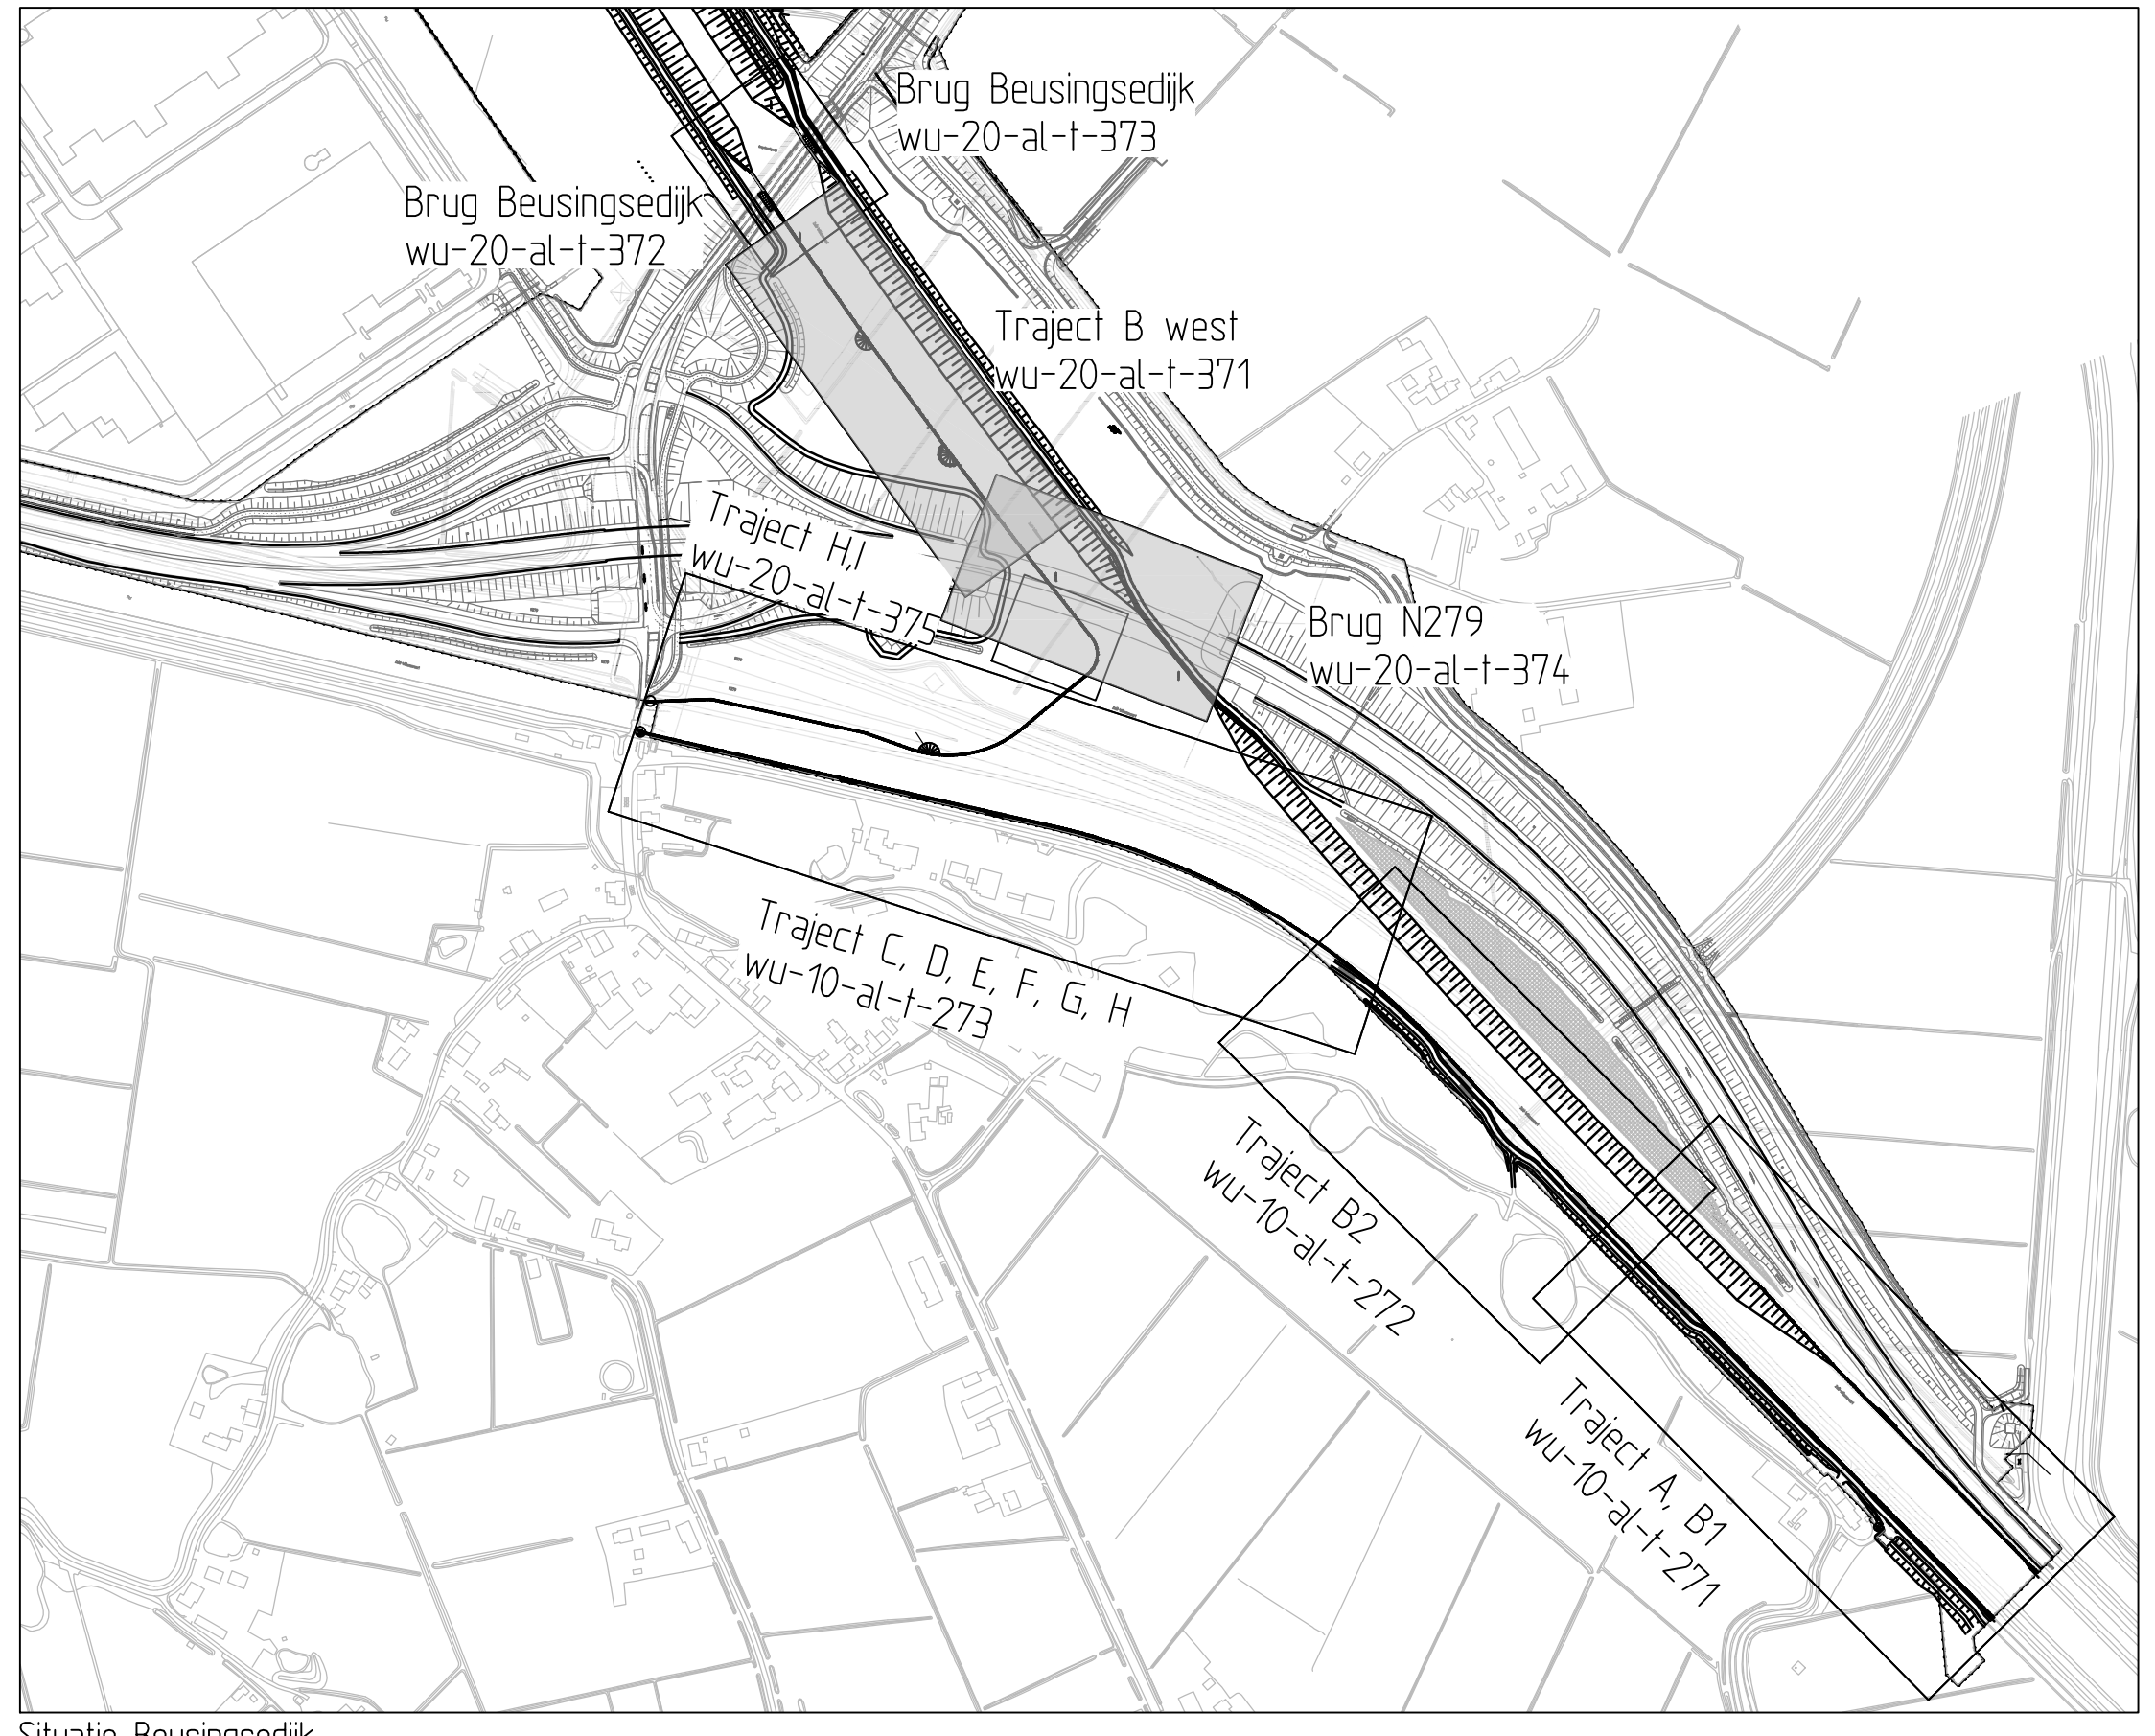 Brug Beusingsedijk
wu-20-al-t-373
Brug Beusingsedijk
wu-20-al-t-372
Traject B west
wu-20-al-t-371
Traject H,I
wu-20-al-t-375
Brug N279
wu-20-al-t-374
Traject C, D, E, F, G, H
wu-10-al-t-273
Traject B2
wu-10-al-t-272
Traject A, B1
wu-10-al-t-271
Situatie Beusingsedijk